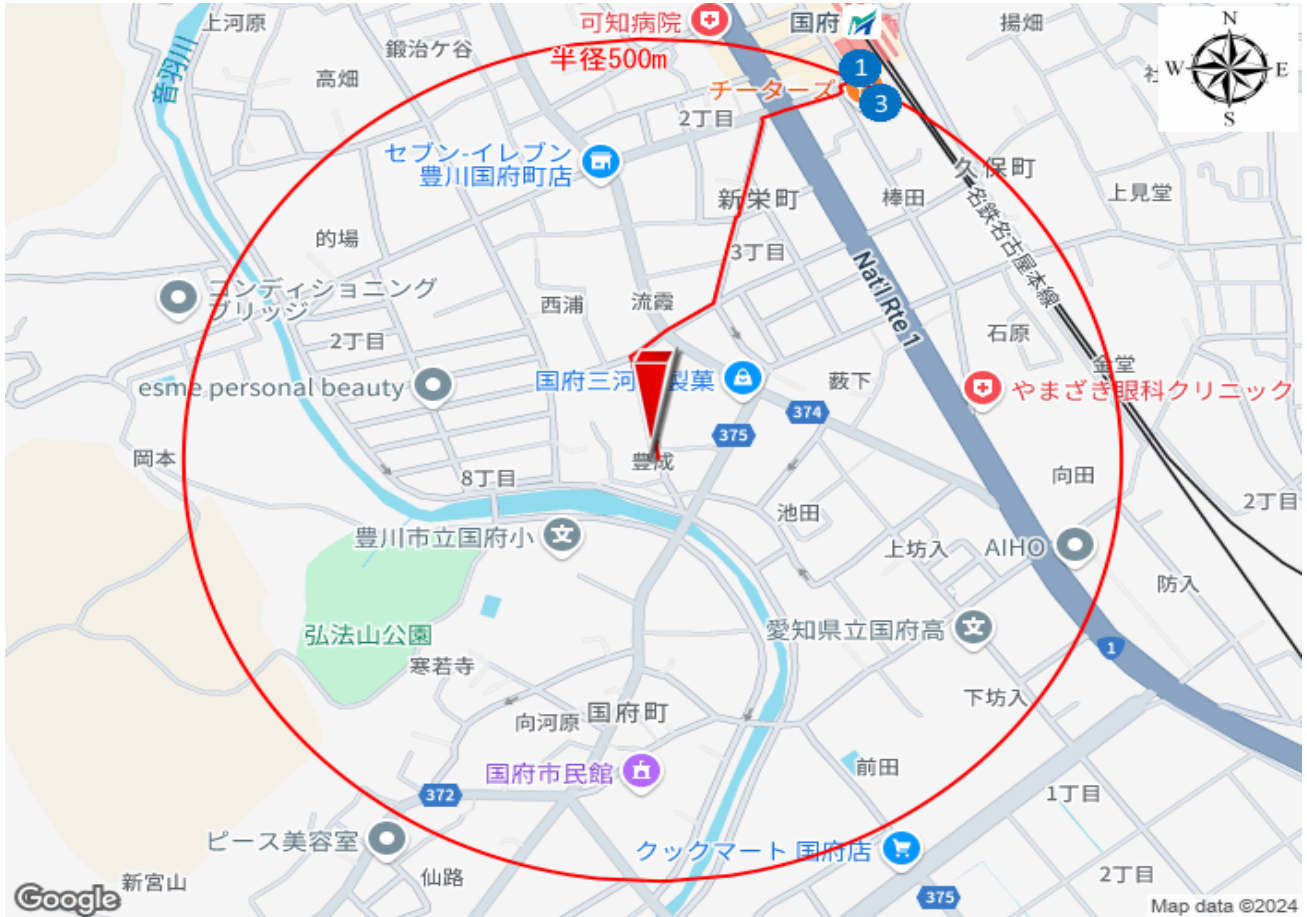 上河原
可知病院
国府
揚畑
N
W
E
S
鍛治ケ谷
半径500m
音羽川
高畑
1
チーターズ
3
2丁目
セブン-イレブン
豊川国府町店
久保町
新栄町
棒田
上見堂
名鉄名古屋本線
的場
3丁目
コンディショニング
ブリッジ
西浦
流霞
Nat'l Rte 1
石原
2丁目
金堂
esme personal beauty
国府三河
製菓
薮下
やまざき眼科クリニック
374
375
岡本
豊成
8丁目
向田
2丁目
池田
豊川市立国府小
上坊入
AIHO
防入
弘法山公園
愛知県立国府高
1
寒若寺
下坊入
向河原
国府町
国府市民館
前田
372
1丁目
ピース美容室
クックマート 国府店
新宮山
仙路
2丁目
375
Google
Map data ©2024